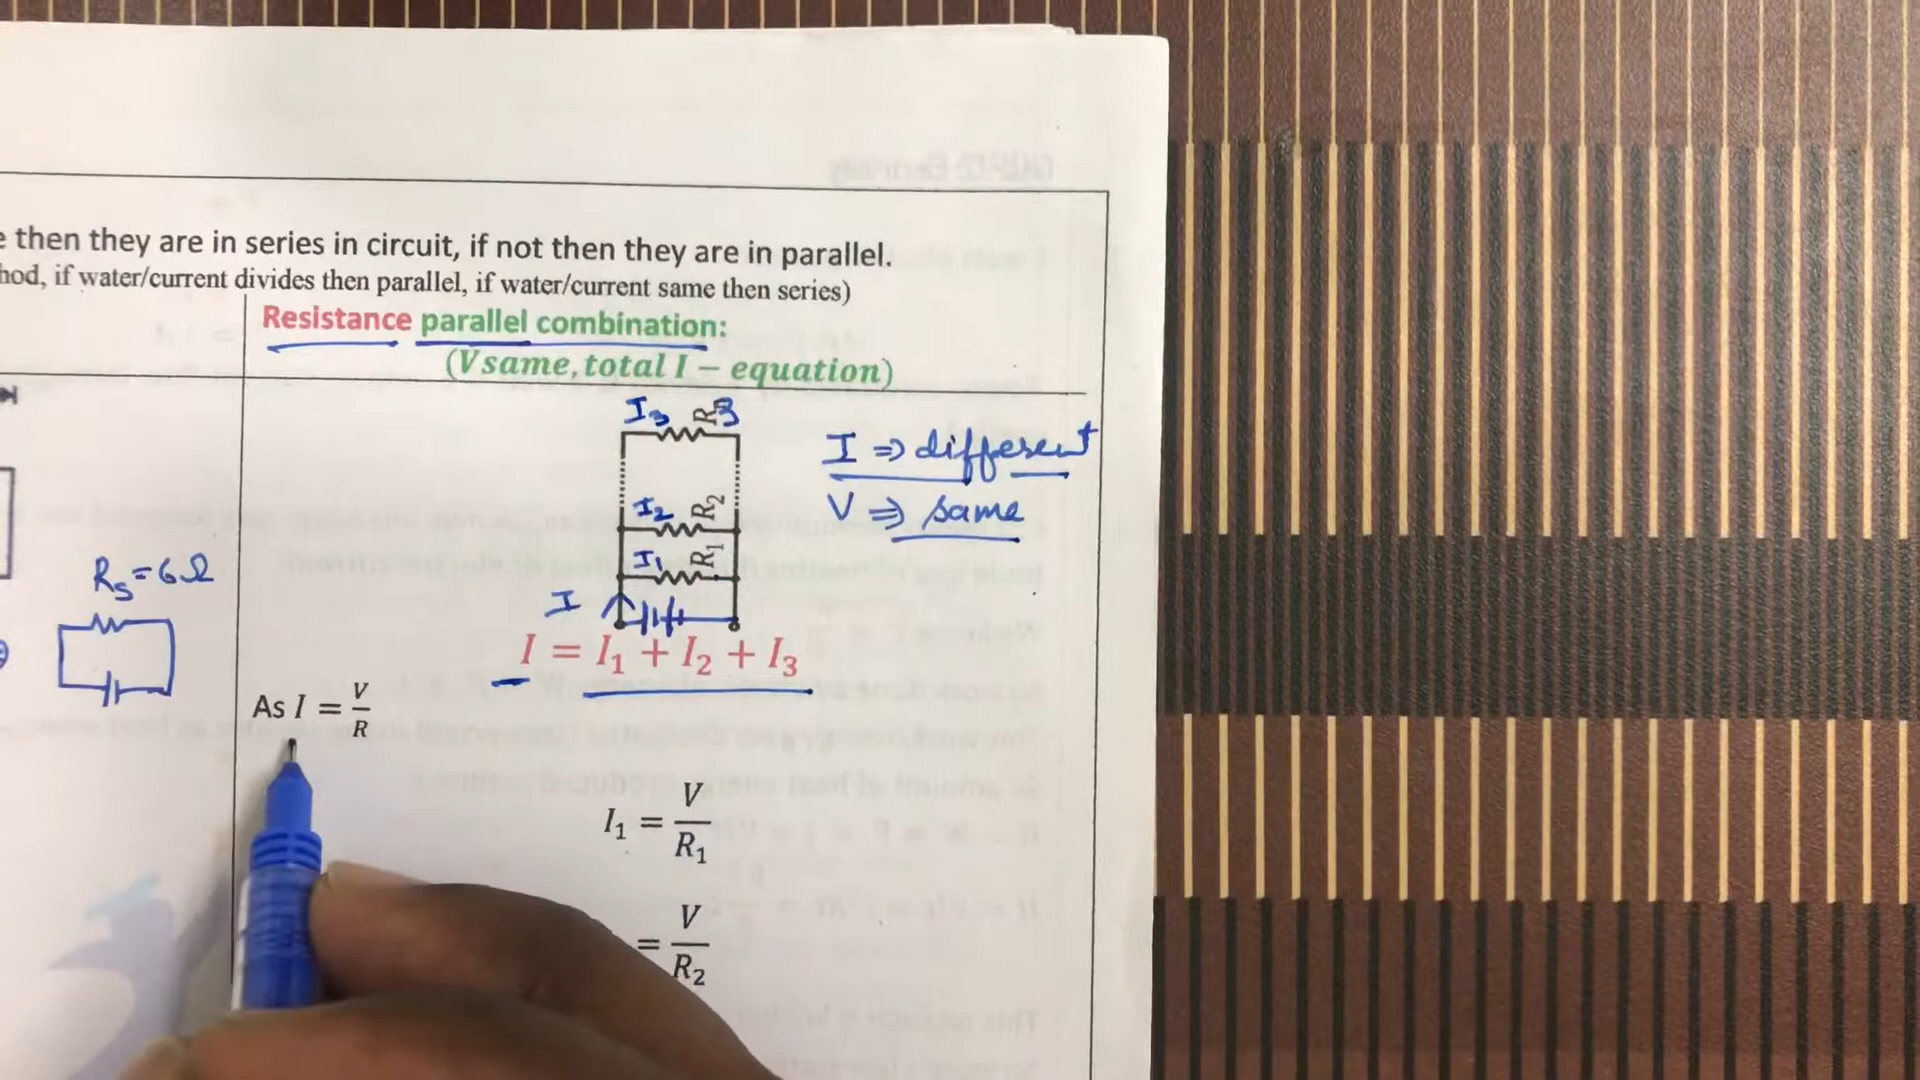 e then they are in series in circuit, if not then they are in parallel.
hod, if water/current divides then parallel, if water/current same then series)
Resistance parallel combination:
(V same, total I − equation)
I₃ R3
I ⇒ different
I₂ R₂
V ⇒ same
I₁ R₁
Rs=6Ω
I
I = I₁ + I₂ + I₃
As I = V/R
I₁ = V/R₁
= V/R₂